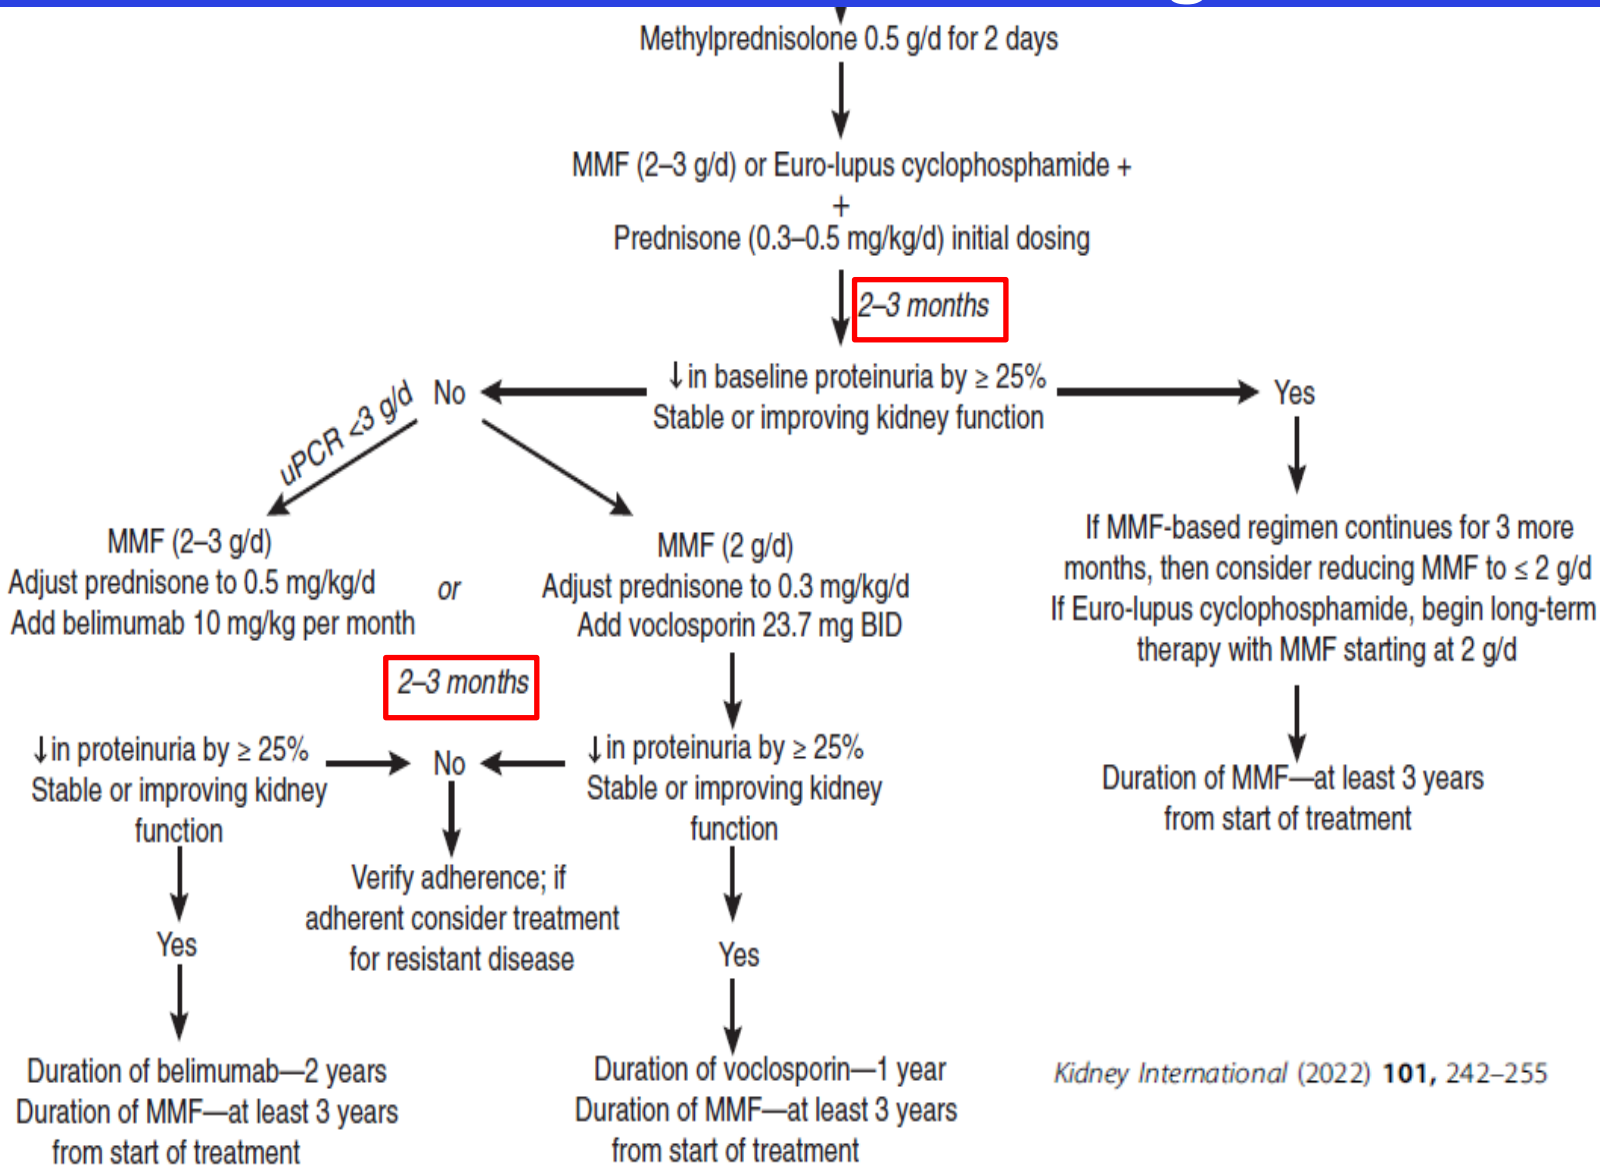 Methylprednisolone 0.5 g/d for 2 days
MMF (2–3 g/d) or Euro-lupus cyclophosphamide +
+
Prednisone (0.3–0.5 mg/kg/d) initial dosing
2–3 months
↓in baseline proteinuria by ≥ 25%
Stable or improving kidney function
No
Yes
uPCR <3 g/d
MMF (2–3 g/d)
Adjust prednisone to 0.5 mg/kg/d
Add belimumab 10 mg/kg per month
or
MMF (2 g/d)
Adjust prednisone to 0.3 mg/kg/d
Add voclosporin 23.7 mg BID
If MMF-based regimen continues for 3 more
months, then consider reducing MMF to ≤ 2 g/d
If Euro-lupus cyclophosphamide, begin long-term
therapy with MMF starting at 2 g/d
2–3 months
↓in proteinuria by ≥ 25%
Stable or improving kidney
function
No
↓in proteinuria by ≥ 25%
Stable or improving kidney
function
Duration of MMF—at least 3 years
from start of treatment
Verify adherence; if
adherent consider treatment
for resistant disease
Yes
Yes
Duration of belimumab—2 years
Duration of MMF—at least 3 years
from start of treatment
Duration of voclosporin—1 year
Duration of MMF—at least 3 years
from start of treatment
Kidney International (2022) 101, 242–255